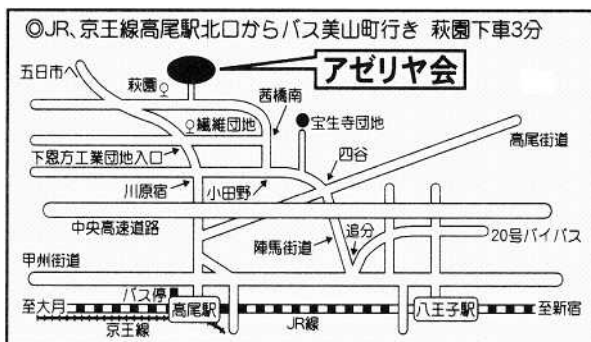 ◎JR、京王線高尾駅北口からバス美山町行き 萩園下車3分
五日市へ
萩園
アゼリヤ会
茜橋南
繊維団地
宝生寺団地
高尾街道
下恩方工業団地入口
四谷
川原宿
小田野
中央高速道路
陣馬街道
追分
20号バイパス
甲州街道
バス停
至大月
高尾駅
八王子駅
至新宿
京王線
JR線